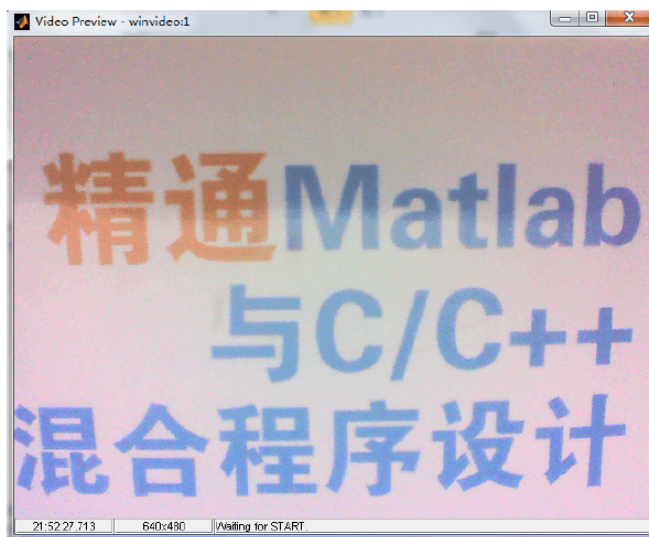 Video Preview - winvideo:1
精通Matlab
与C/C++
混合程序设计
21:52:27.713 640x480 Waiting for START.